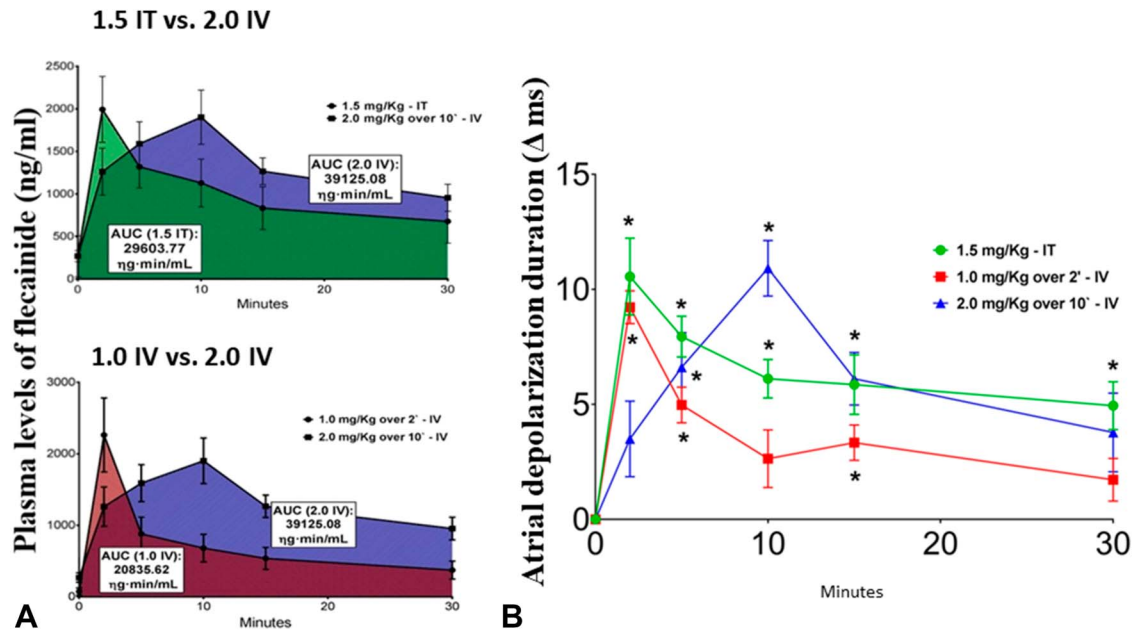 1.5 IT vs. 2.0 IV
Plasma levels of flecainide (ng/ml)
2500
2000
1500
1000
500
0
1.5 mg/Kg - IT
2.0 mg/Kg over 10` - IV
AUC (2.0 IV):
39125.08
ηg·min/mL
AUC (1.5 IT):
29603.77
ηg·min/mL
0
10
20
30
Minutes
1.0 IV vs. 2.0 IV
3000
2000
1000
0
1.0 mg/Kg over 2` - IV
2.0 mg/Kg over 10` - IV
AUC (2.0 IV):
39125.08
ηg·min/mL
AUC (1.0 IV):
20835.62
ηg·min/mL
0
10
20
30
Minutes
A
Atrial depolarization duration (Δ ms)
15
10
5
0
*
*
*
*
*
*
*
*
*
*
1.5 mg/Kg - IT
1.0 mg/Kg over 2' - IV
2.0 mg/Kg over 10` - IV
0
10
20
30
Minutes
B